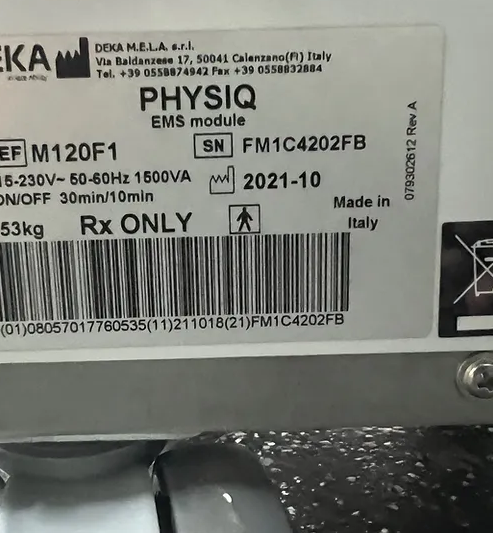 EKA
DEKA M.E.L.A. s.r.l.
Via Baldanzese 17, 50041 Calenzano(FI) Italy
Tel. +39 0558874942 Fax +39 0558832884
PHYSIQ
EMS module
EF M120F1
SN FM1C4202FB
15-230V~ 50-60Hz 1500VA
2021-10
ON/OFF 30min/10min
53kg Rx ONLY
Made in
Italy
(01)08057017760535(11)211018(21)FM1C4202FB
079302612 Rev A